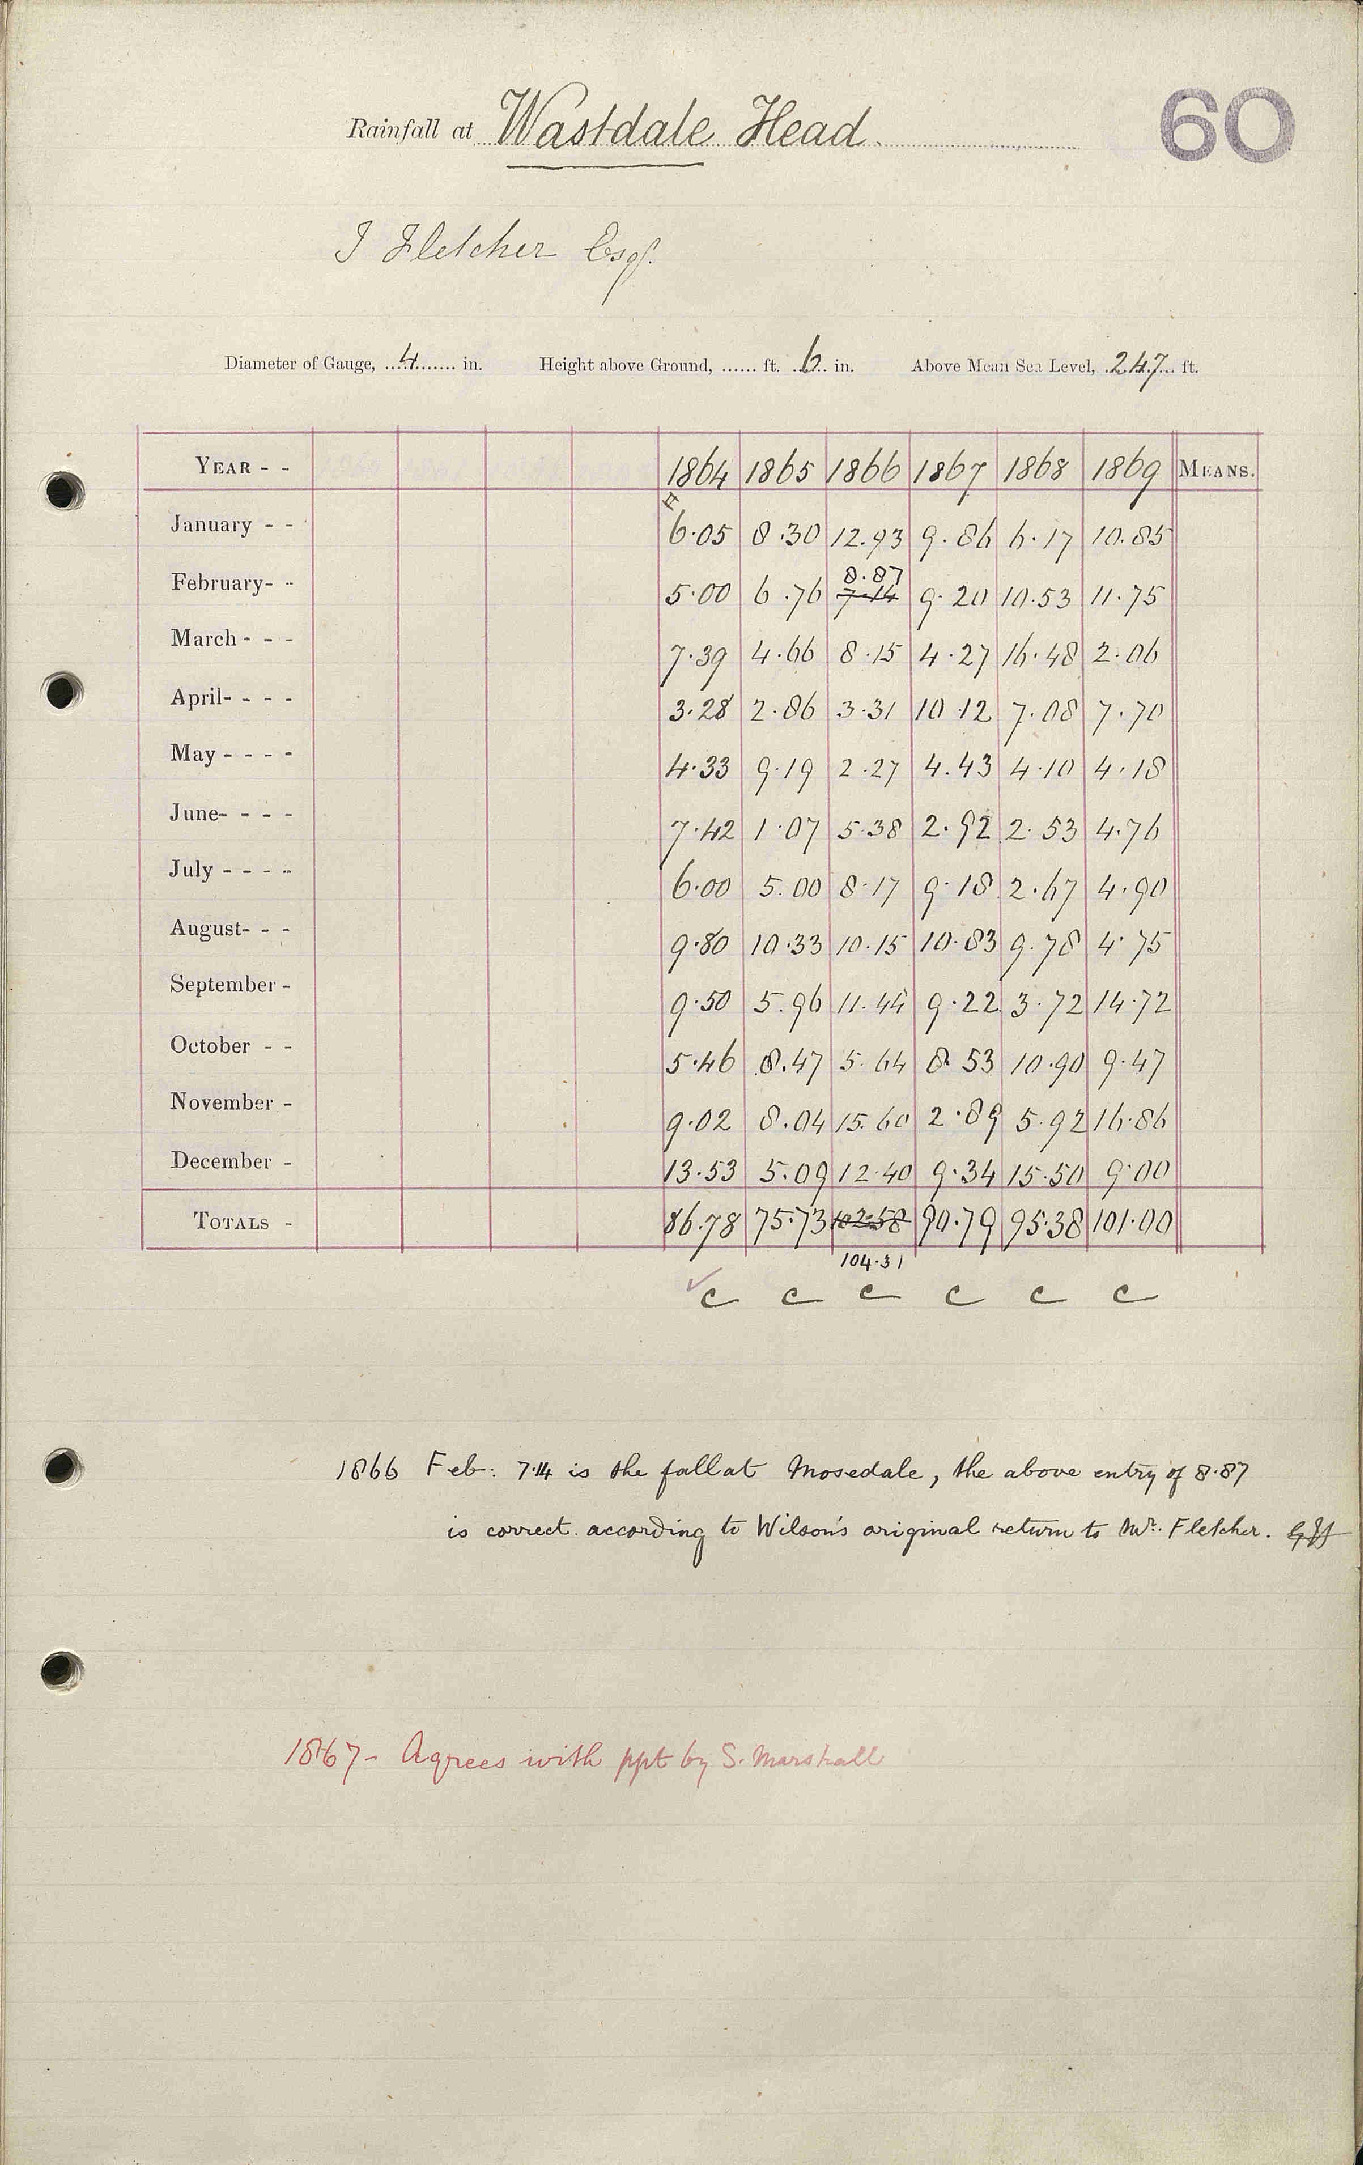 Rainfall at Wastdale Head. 60
I Fletcher Esqr.
Diameter of Gauge, 4 in. Height above Ground, ...... ft. 6 in. Above Mean Sea Level, 247 ft.
YEAR - - 1864 1865 1866 1867 1868 1869 MEANS.
January - - 6.05 8.30 12.93 9.86 6.17 10.85
8.87
February- - 5.00 6.76 7.14 9.20 10.53 11.75
March - - - 7.39 4.66 8.15 4.27 16.48 2.06
April- - - - 3.28 2.86 3.31 10.12 7.08 7.70
May - - - - 4.33 9.19 2.27 4.43 4.10 4.18
June- - - - 7.42 1.07 5.38 2.92 2.53 4.76
July - - - - 6.00 5.00 8.17 9.18 2.67 4.90
August- - - 9.80 10.33 10.15 10.83 9.78 4.75
September - 9.50 5.96 11.44 9.22 3.72 14.72
October - - 5.46 8.47 5.64 8.53 10.90 9.47
November - 9.02 8.04 15.60 2.89 5.92 16.86
December - 13.53 5.09 12.40 9.34 15.50 9.00
TOTALS - 86.78 75.73 102.58 90.79 95.38 101.00
104.31
c c c c c c
1866 Feb: 7.14 is the fall at Mosedale, the above entry of 8.87
is correct according to Wilson's original return to Mr. Fletcher.
1867 - Agrees with ppt by S. Marshall